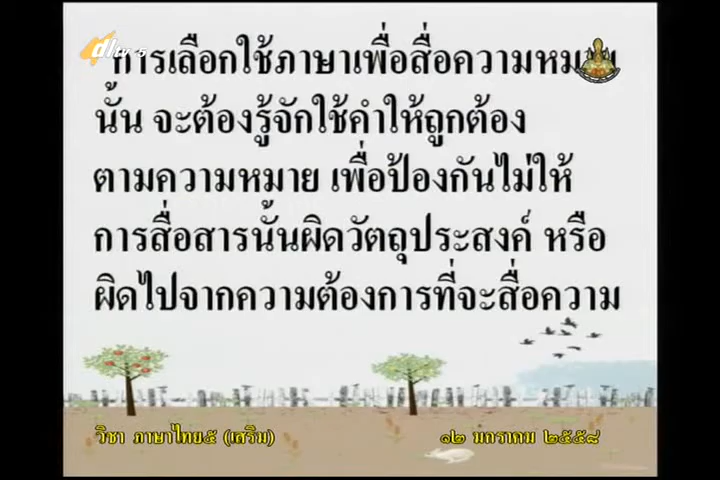 dltv 5
การเลือกใช้ภาษาเพื่อสื่อความหมาย
นั้น จะต้องรู้จักใช้คำให้ถูกต้อง
ตามความหมาย เพื่อป้องกันไม่ให้
การสื่อสารนั้นผิดวัตถุประสงค์ หรือ
ผิดไปจากความต้องการที่จะสื่อความ
วิชา ภาษาไทย๕ (เสริม)
๑๒ มกราคม ๒๕๕๘